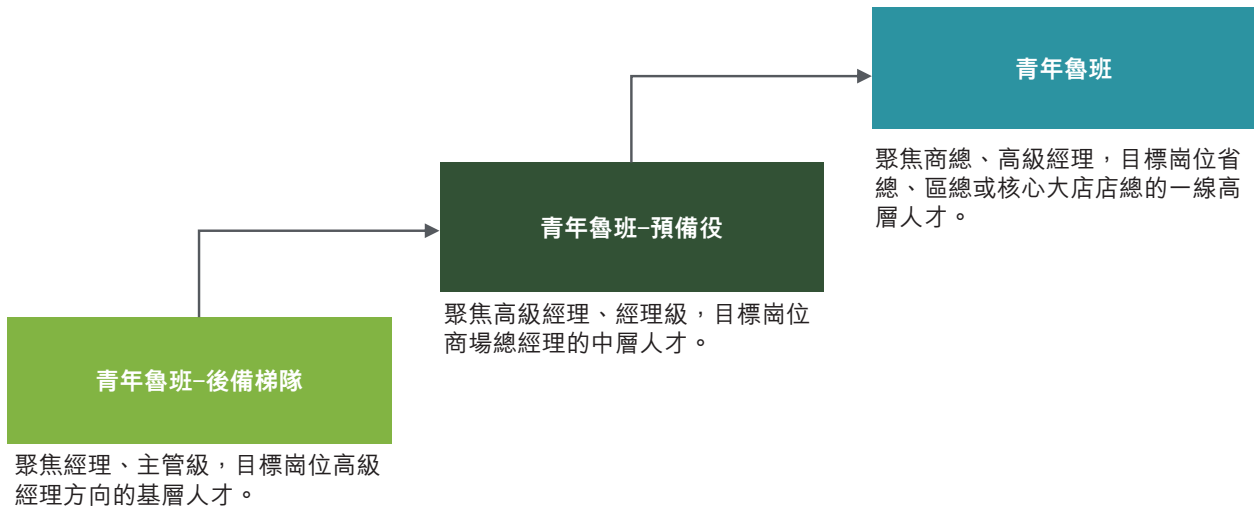 青年魯班
聚焦商總、高級經理，目標崗位省
總、區總或核心大店店總的一線高
層人才。
青年魯班–預備役
聚焦高級經理、經理級，目標崗位
商場總經理的中層人才。
青年魯班–後備梯隊
聚焦經理、主管級，目標崗位高級
經理方向的基層人才。